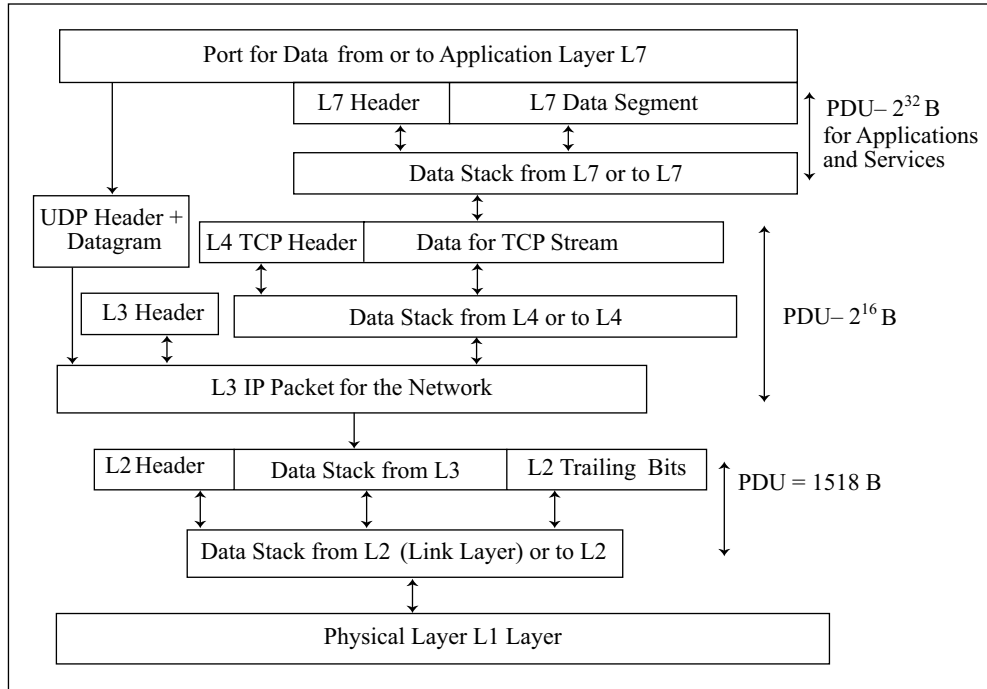 Port for Data from or to Application Layer L7
L7 Header
L7 Data Segment
PDU– 2³² B
for Applications
and Services
Data Stack from L7 or to L7
UDP Header +
Datagram
L4 TCP Header
Data for TCP Stream
L3 Header
Data Stack from L4 or to L4
PDU– 2¹⁶ B
L3 IP Packet for the Network
L2 Header
Data Stack from L3
L2 Trailing Bits
PDU = 1518 B
Data Stack from L2 (Link Layer) or to L2
Physical Layer L1 Layer